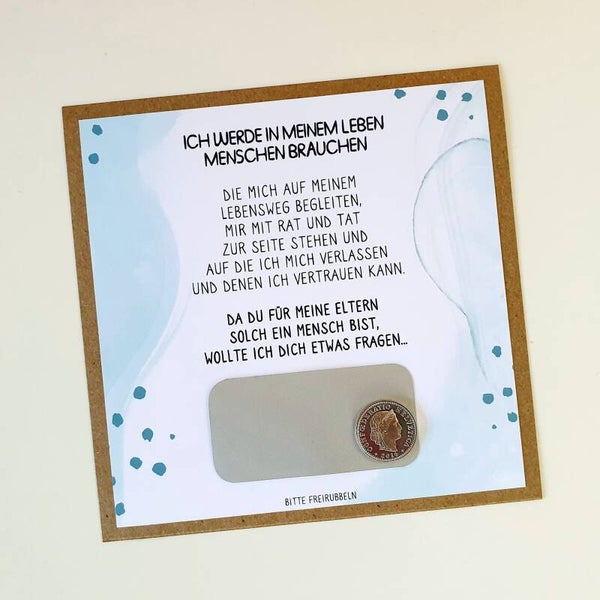 ICH WERDE IN MEINEM LEBEN
MENSCHEN BRAUCHEN
DIE MICH AUF MEINEM
LEBENSWEG BEGLEITEN,
MIR MIT RAT UND TAT
ZUR SEITE STEHEN UND
AUF DIE ICH MICH VERLASSEN
UND DENEN ICH VERTRAUEN KANN.
DA DU FÜR MEINE ELTERN
SOLCH EIN MENSCH BIST,
WOLLTE ICH DICH ETWAS FRAGEN...
CONFŒDERATIO HELVETICA
BITTE FREIRUBBELN